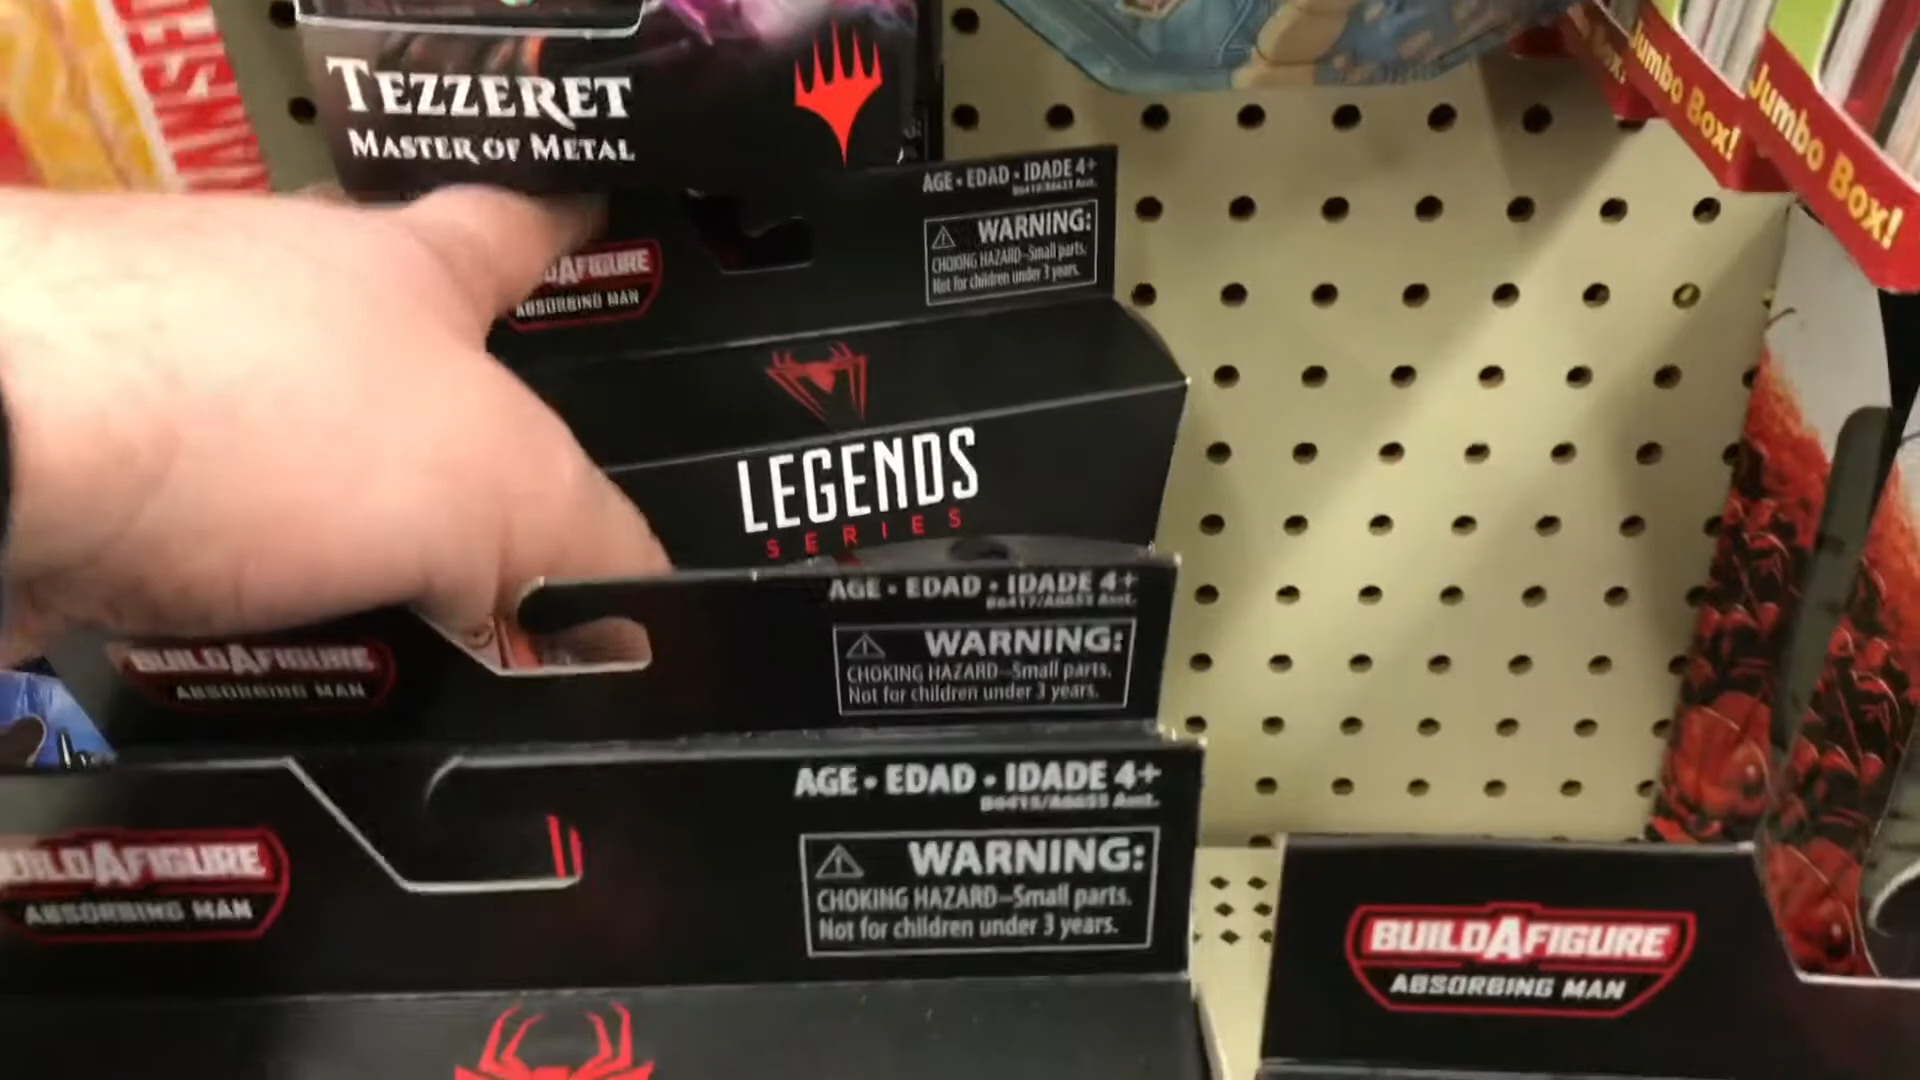 TEZZERET
MASTER OF METAL
Jumbo Box!
Jumbo Box!
AGE • EDAD • IDADE 4+
WARNING:
CHOKING HAZARD–Small parts.
Not for children under 3 years.
ABSORBING MAN
LEGENDS
SERIES
AGE • EDAD • IDADE 4+
WARNING:
CHOKING HAZARD–Small parts.
Not for children under 3 years.
BUILDAFIGURE
ABSORBING MAN
AGE • EDAD • IDADE 4+
WARNING:
CHOKING HAZARD–Small parts.
Not for children under 3 years.
BUILDAFIGURE
ABSORBING MAN
BUILDAFIGURE
ABSORBING MAN